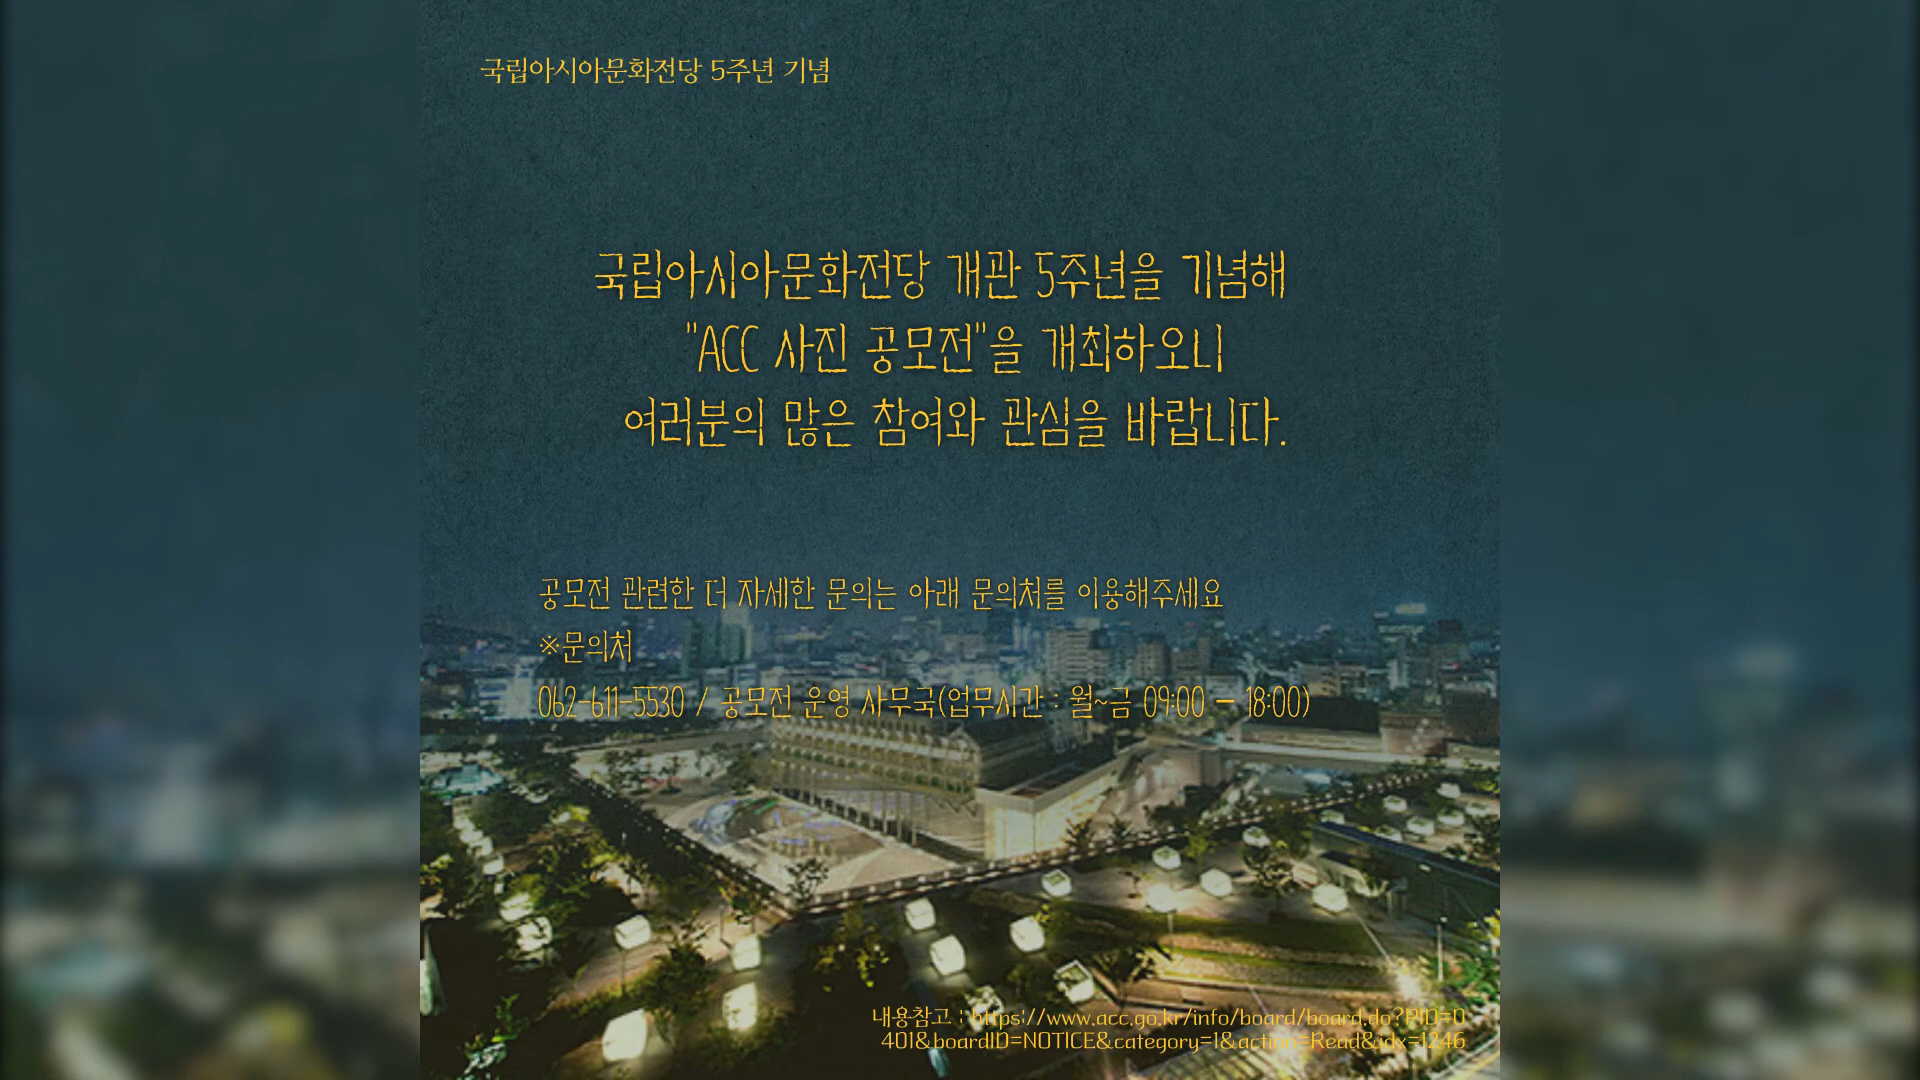 국립아시아문화전당 5주년 기념
국립아시아문화전당 개관 5주년을 기념해
"ACC 사진 공모전"을 개최하오니
여러분의 많은 참여와 관심을 바랍니다.
공모전 관련한 더 자세한 문의는 아래 문의처를 이용해주세요
※문의처
062-611-5530 / 공모전 운영 사무국(업무시간 : 월~금 09:00 – 18:00)
내용참고 : https://www.acc.go.kr/info/board/board.do?PID=0
401&boardID=NOTICE&category=1&action=Read&idx=1246